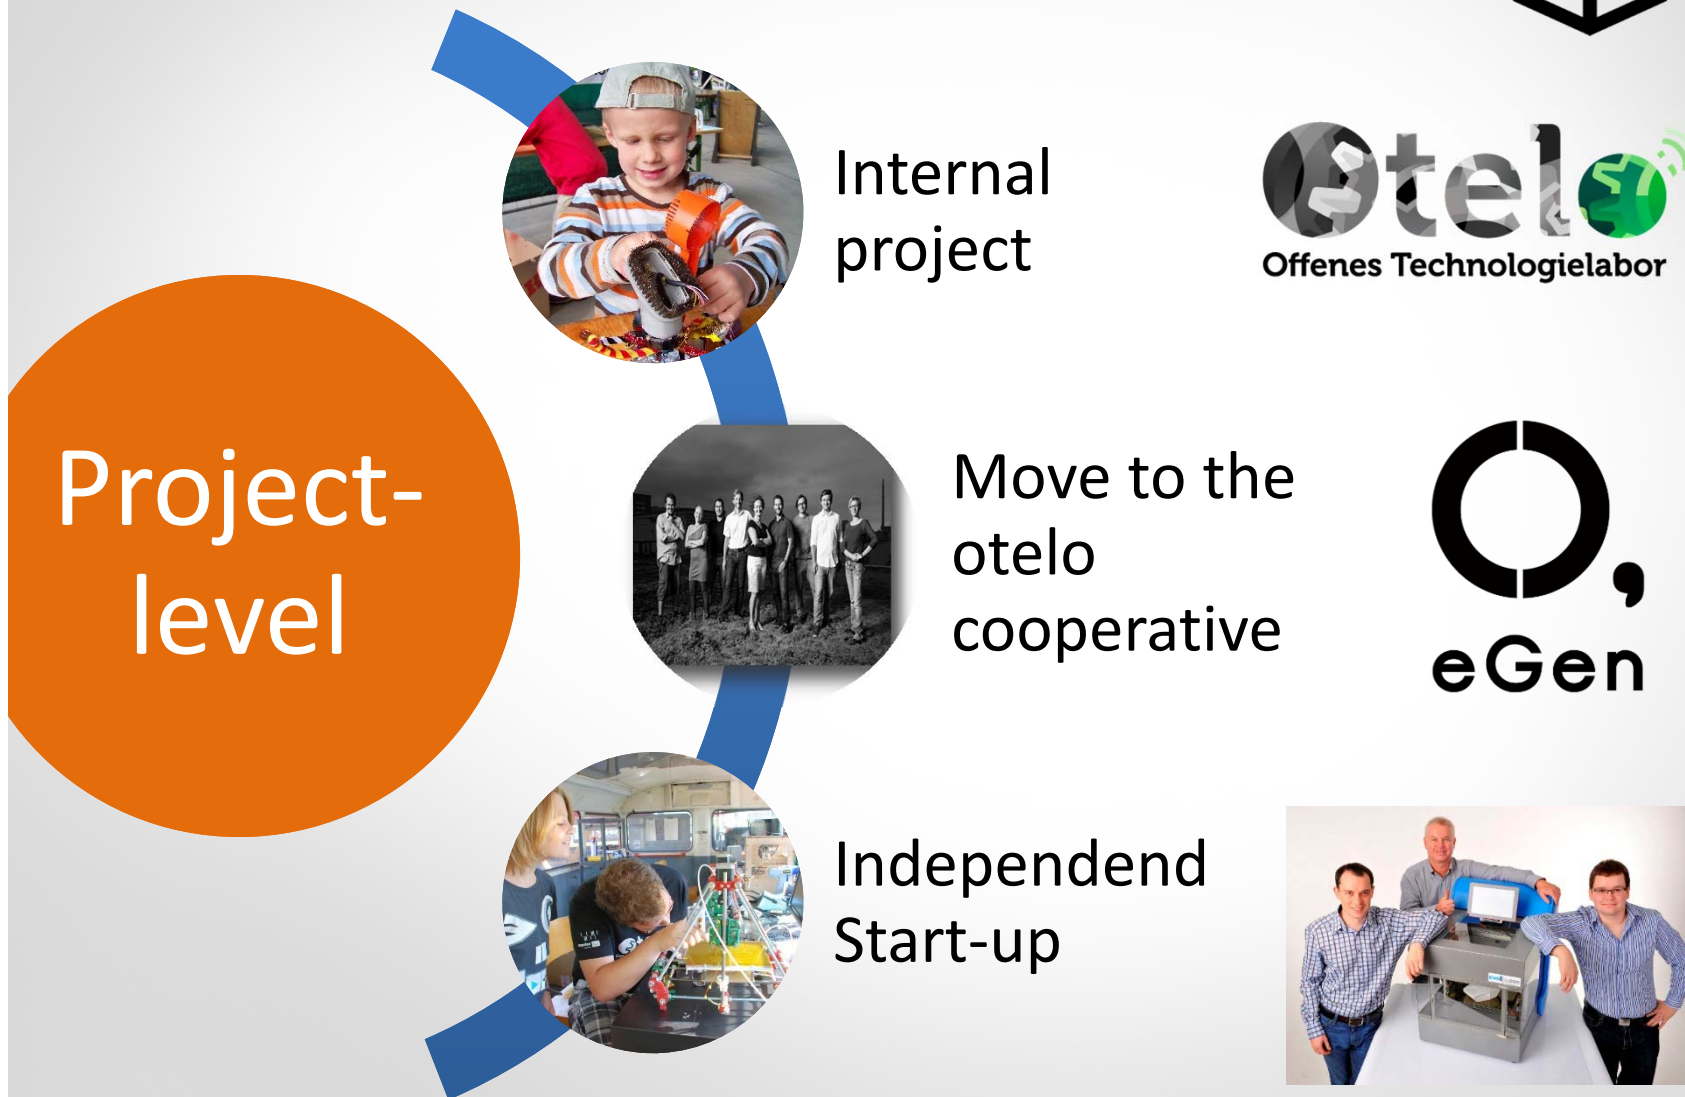 Project-
level
Internal
project
Otelo
Offenes Technologielabor
Move to the
otelo
cooperative
O,
eGen
Independend
Start-up